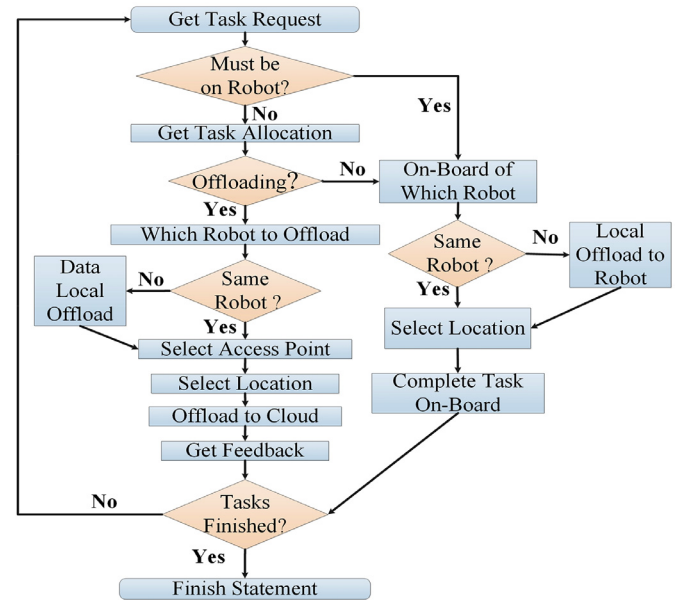 Get Task Request
Must be
on Robot?
Yes
No
Get Task Allocation
Offloading?
No
On-Board of
Which Robot
Yes
Which Robot to Offload
Same
Robot ?
No
Local
Offload to
Robot
Yes
Data
Local
Offload
No
Same
Robot ?
Yes
Select Location
Select Access Point
Select Location
Complete Task
On-Board
Offload to Cloud
Get Feedback
No
Tasks
Finished?
Yes
Finish Statement